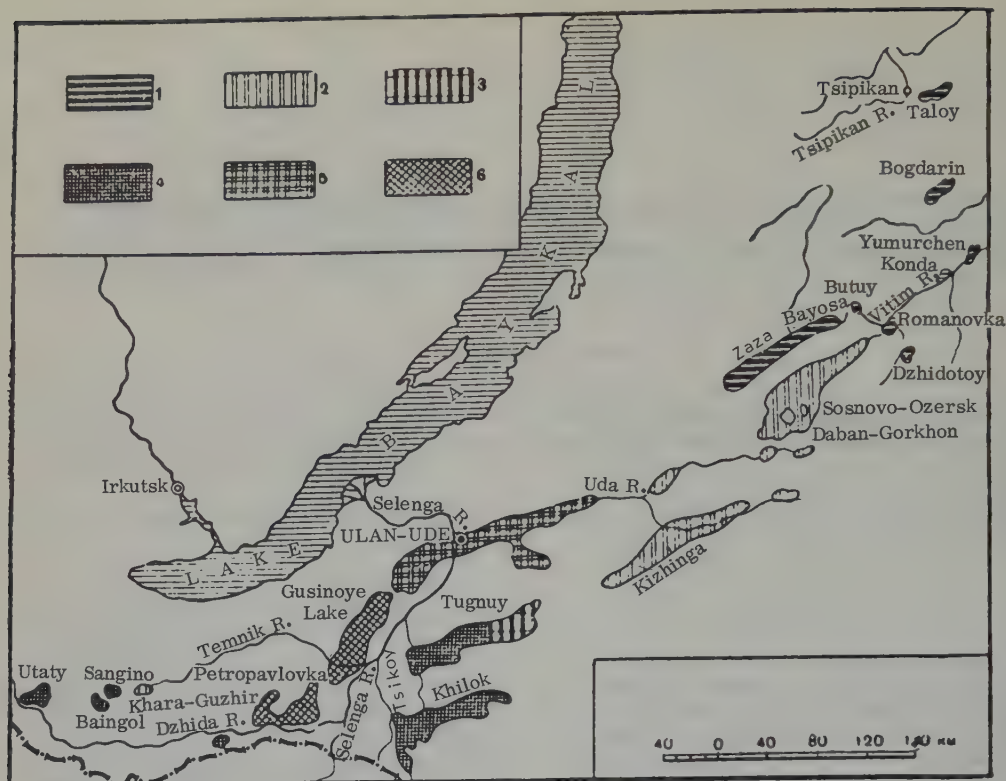 1
2
3
4
5
6
LAKE BAYKAL
Tsipikan
Tsipikan R.
Taloy
Bogdarin
Yumurchen
Konda
Butuy
Vitim R.
Bayosa
Zaza
Romanovka
Dzhidotoy
Sosnovo-Ozersk
Daban-Gorkhon
Irkutsk
Selenga R.
ULAN-UDE
Uda R.
Kizhinga
Gusinoye
Lake
Tugnuy
Temnik R.
Tsikoy
Utaty
Sangino
Petropavlovka
Khara-Guzhir
Baingol
Dzhida R.
Selenga R.
Khilok
40 0 40 80 120
км